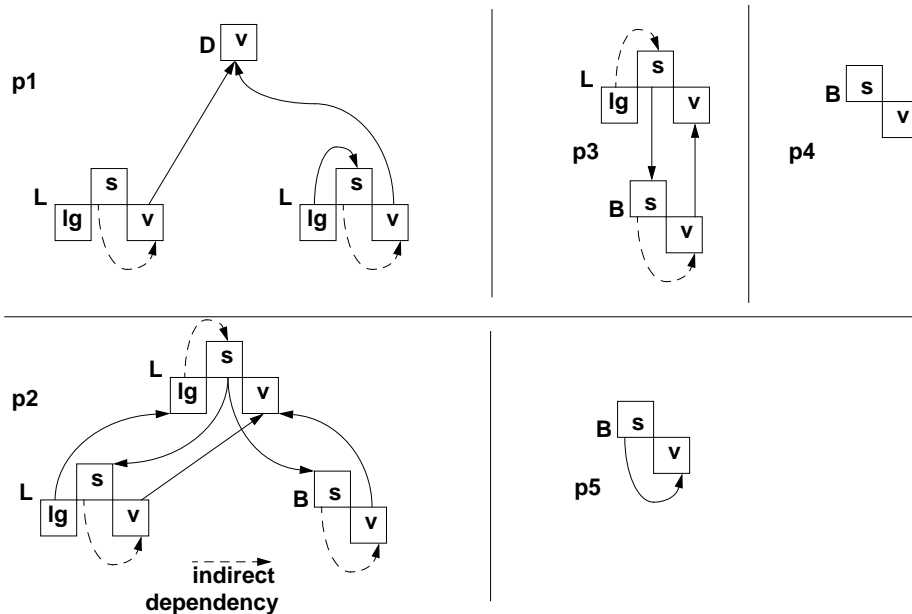 D v
p1
L s
lg v
L s
lg v
L s
lg v
p3
B s
v
B s
v
p4
p2
L s
lg v
L s
lg v
B s
v
indirect
dependency
B s
v
p5